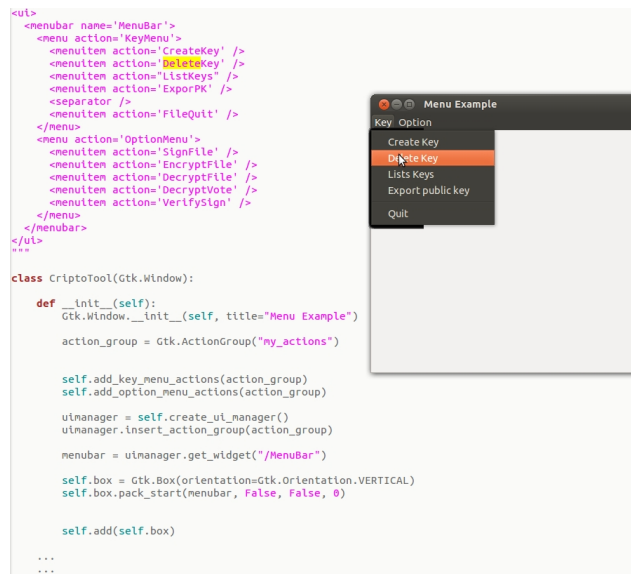 <ui>
  <menubar name='MenuBar'>
    <menu action='KeyMenu'>
      <menuitem action='CreateKey' />
      <menuitem action='DeleteKey' />
      <menuitem action="ListKeys" />
      <menuitem action='ExporPK' />
      <separator />
      <menuitem action='FileQuit' />
    </menu>
    <menu action='OptionMenu'>
      <menuitem action='SignFile' />
      <menuitem action='EncryptFile' />
      <menuitem action='DecryptFile' />
      <menuitem action='DecryptVote' />
      <menuitem action='VerifySign' />
    </menu>
  </menubar>
</ui>
"""
class CriptoTool(Gtk.Window):
    def __init__(self):
        Gtk.Window.__init__(self, title="Menu Example")
        action_group = Gtk.ActionGroup("my_actions")
        self.add_key_menu_actions(action_group)
        self.add_option_menu_actions(action_group)
        uimanager = self.create_ui_manager()
        uimanager.insert_action_group(action_group)
        menubar = uimanager.get_widget("/MenuBar")
        self.box = Gtk.Box(orientation=Gtk.Orientation.VERTICAL)
        self.box.pack_start(menubar, False, False, 0)
        self.add(self.box)
    ...
    ...
Menu Example
Key Option
Create Key
Delete Key
Lists Keys
Export public key
Quit